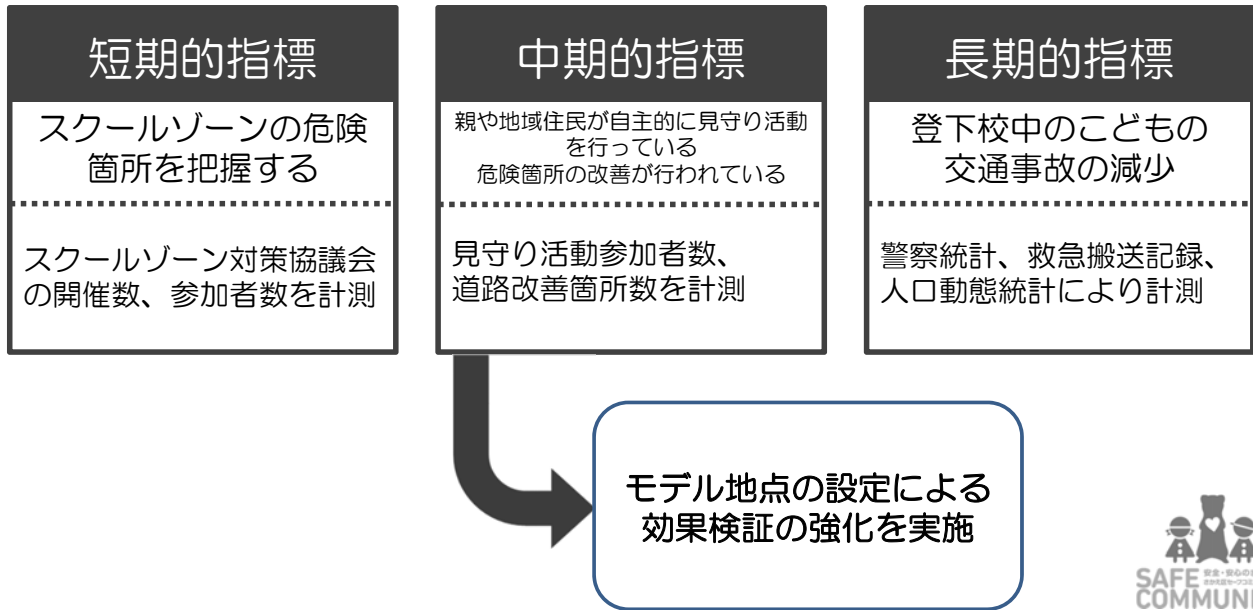 短期的指標
スクールゾーンの危険
箇所を把握する
スクールゾーン対策協議会
の開催数、参加者数を計測
中期的指標
親や地域住民が自主的に見守り活動
を行っている
危険箇所の改善が行われている
見守り活動参加者数、
道路改善箇所数を計測
長期的指標
登下校中のこどもの
交通事故の減少
警察統計、救急搬送記録、
人口動態統計により計測
モデル地点の設定による
効果検証の強化を実施
SAFE
安全・安心の
COMMUNI